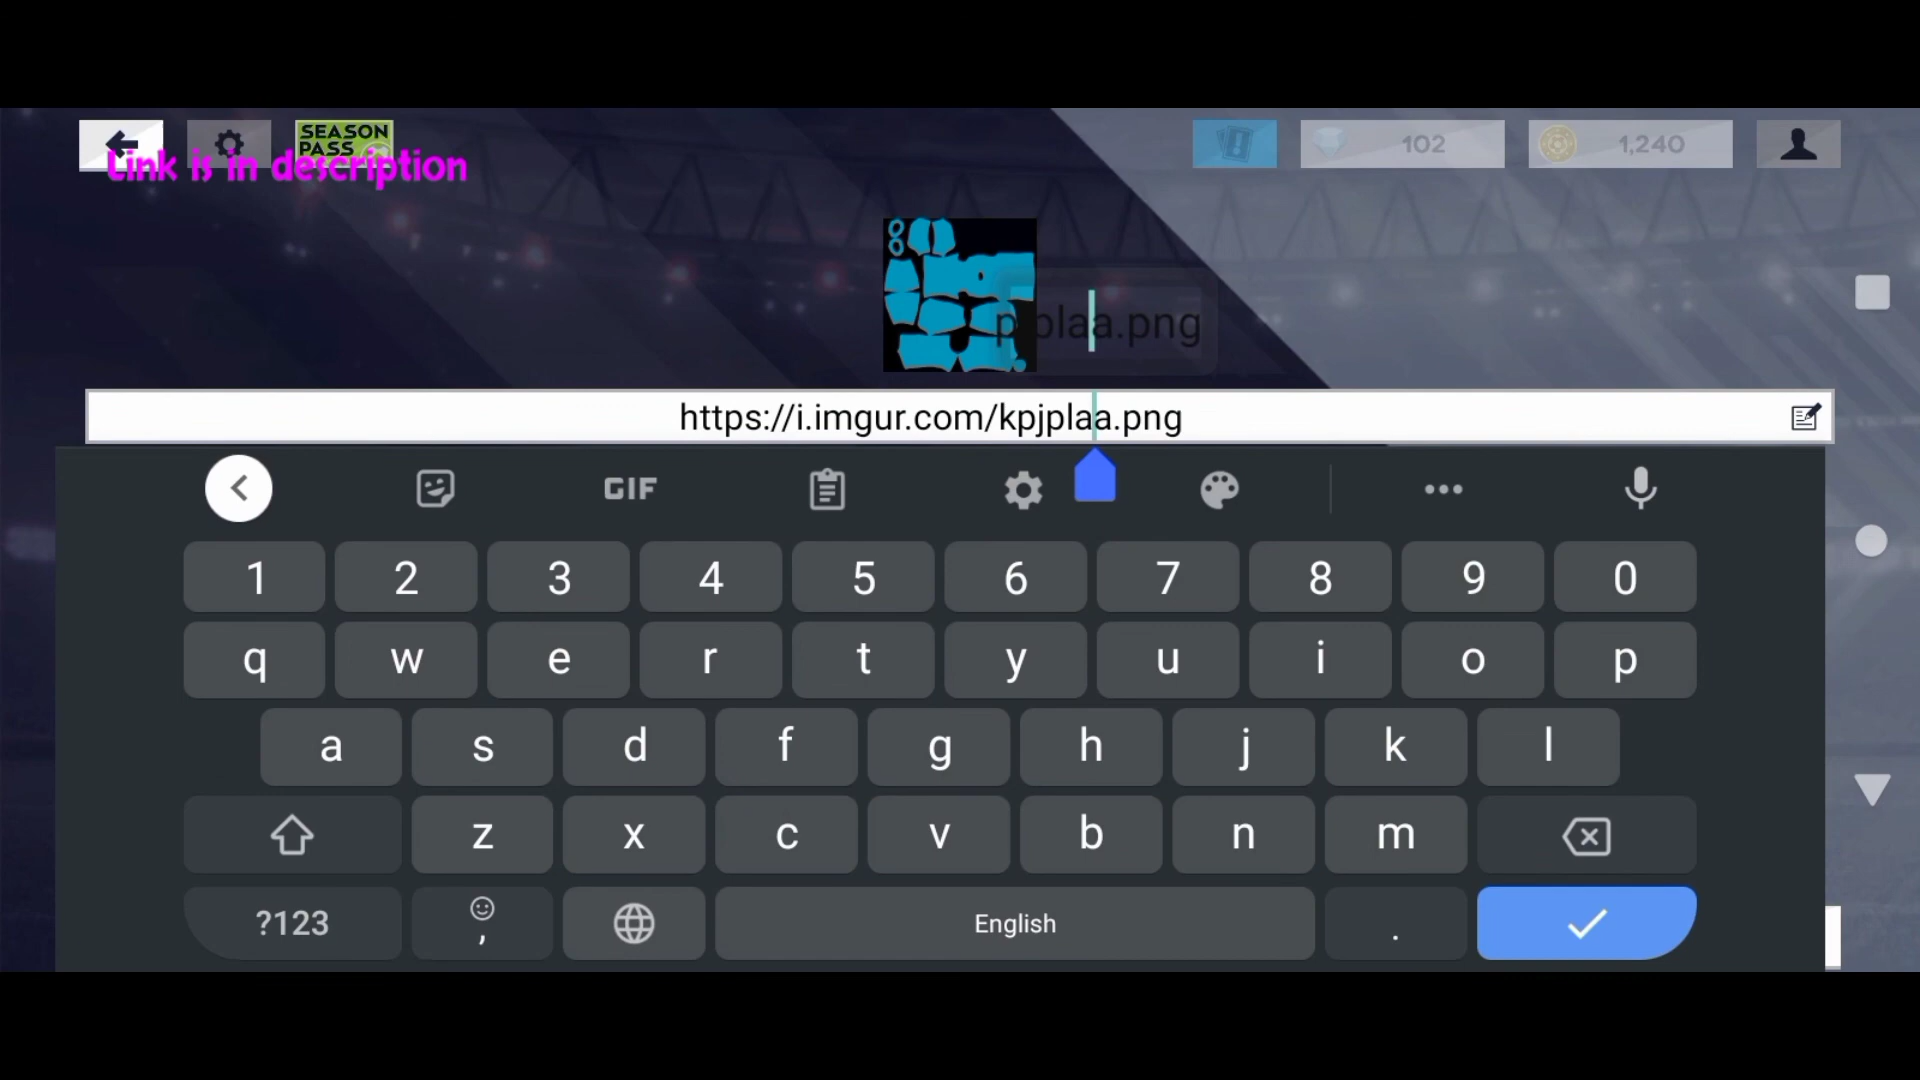 SEASON
PASS
Link is in description
102
1,240
plaa.png
https://i.imgur.com/kpjplaa.png
GIF
1 2 3 4 5 6 7 8 9 0
q w e r t y u i o p
a s d f g h j k l
z x c v b n m
?123 , English .